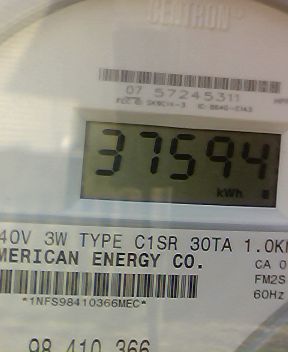 CENTRON
07 57245311
37594
kWh
40V 3W TYPE C1SR 30TA 1.0K
MERICAN ENERGY CO.
CA 0
FM2S
*1NFS98410366MEC*
60Hz
98 410 366